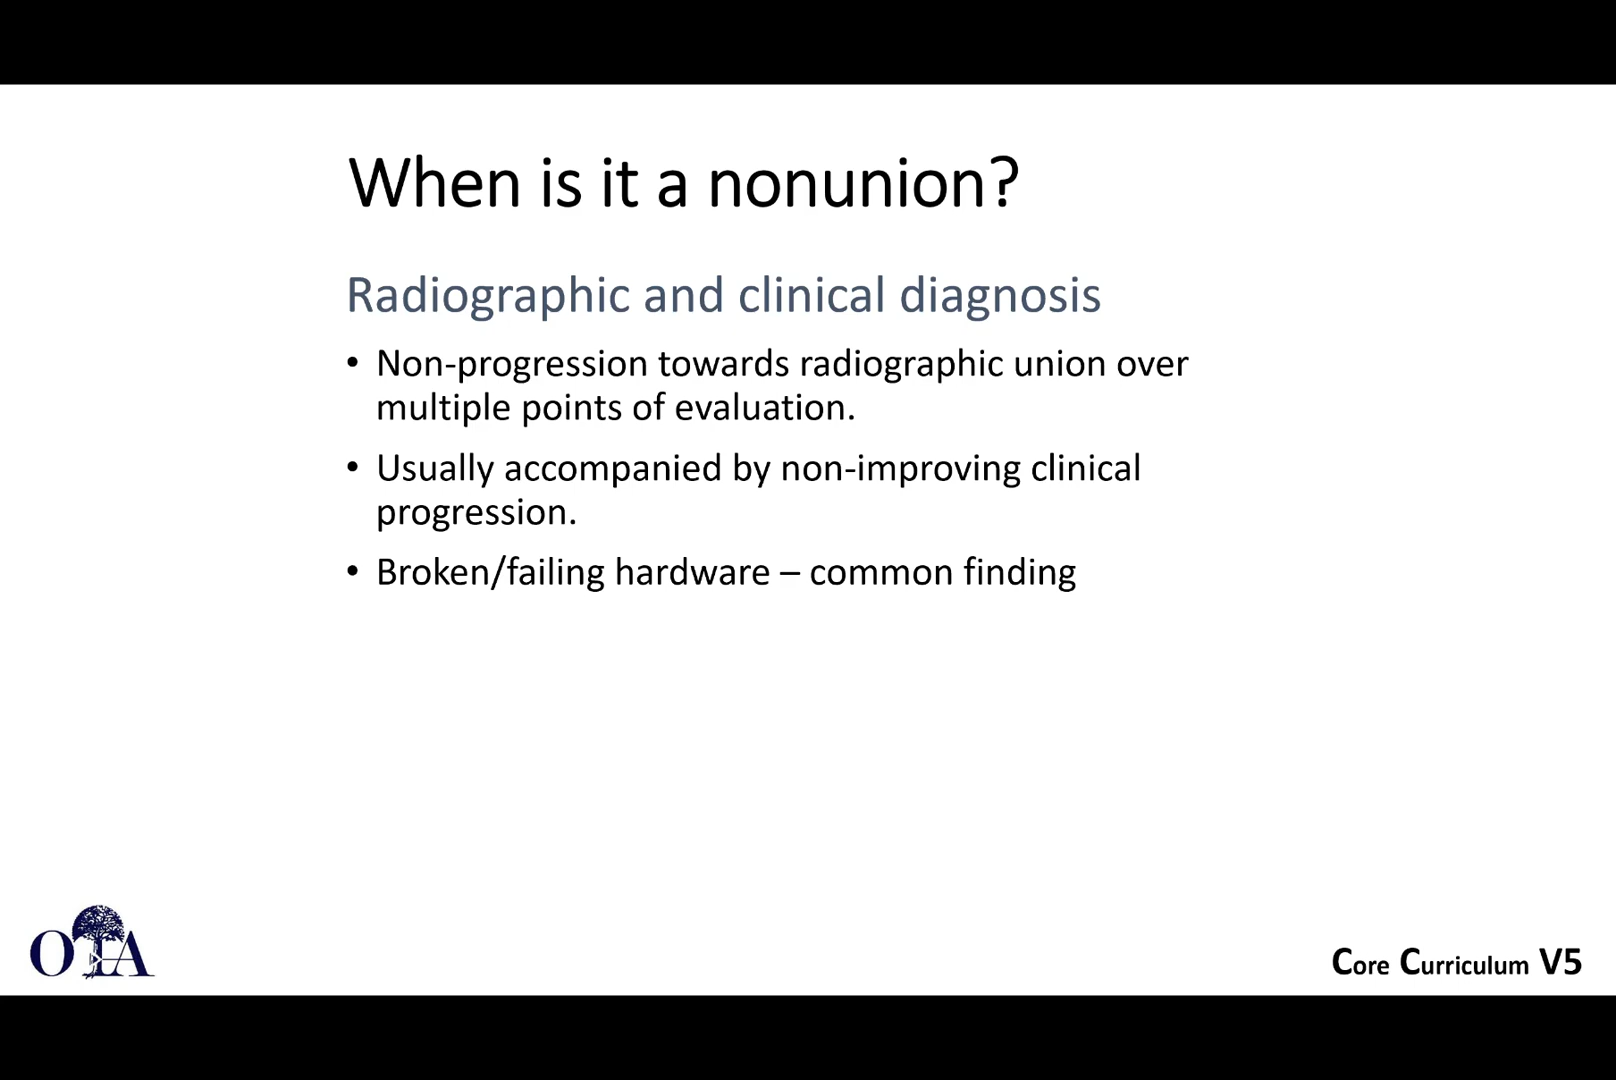 When is it a nonunion?
Radiographic and clinical diagnosis
• Non-progression towards radiographic union over
multiple points of evaluation.
• Usually accompanied by non-improving clinical
progression.
• Broken/failing hardware – common finding
OTA
Core Curriculum V5